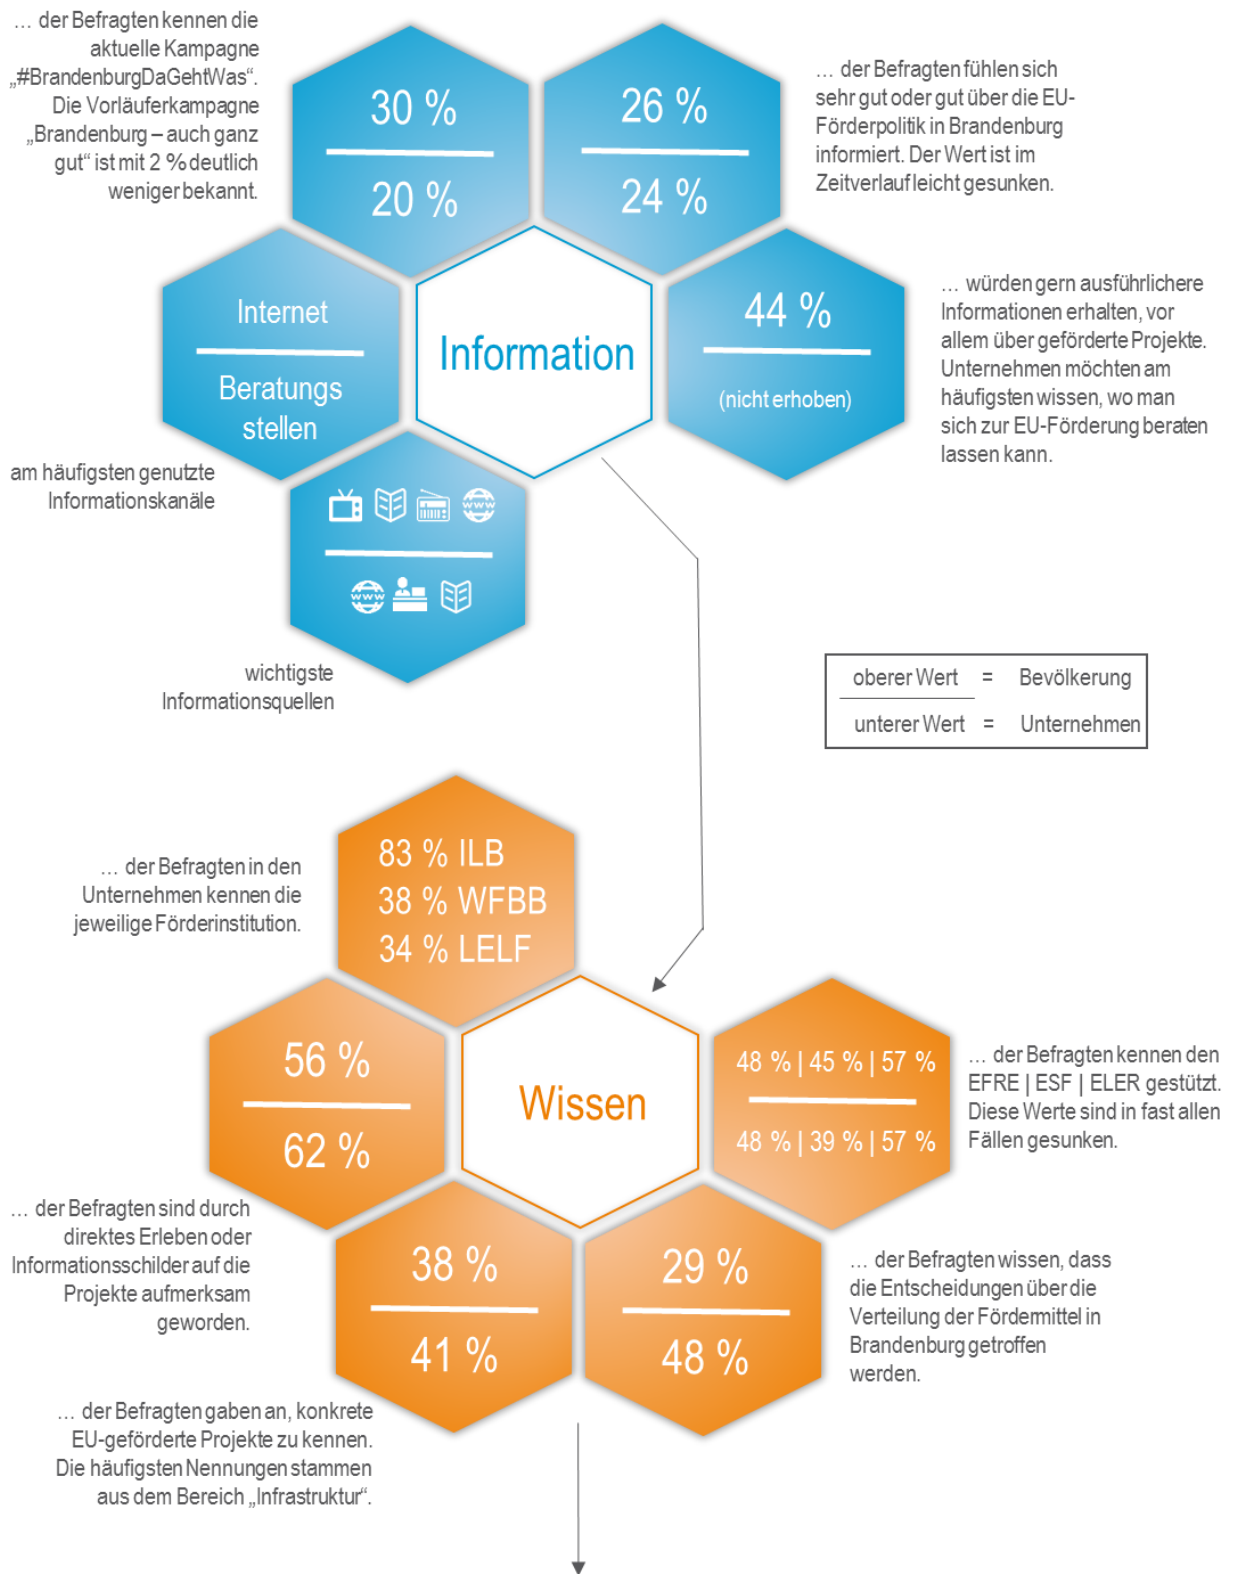 … der Befragten kennen die
aktuelle Kampagne
„#BrandenburgDaGehtWas“.
Die Vorläuferkampagne
„Brandenburg – auch ganz
gut“ ist mit 2 % deutlich
weniger bekannt.
30 %
20 %
26 %
24 %
… der Befragten fühlen sich
sehr gut oder gut über die EU-
Förderpolitik in Brandenburg
informiert. Der Wert ist im
Zeitverlauf leicht gesunken.
Internet
Beratungs
stellen
am häufigsten genutzte
Informationskanäle
Information
44 %
(nicht erhoben)
… würden gern ausführlichere
Informationen erhalten, vor
allem über geförderte Projekte.
Unternehmen möchten am
häufigsten wissen, wo man
sich zur EU-Förderung beraten
lassen kann.
www
www
wichtigste
Informationsquellen
oberer Wert = Bevölkerung
unterer Wert = Unternehmen
… der Befragten in den
Unternehmen kennen die
jeweilige Förderinstitution.
83 % ILB
38 % WFBB
34 % LELF
56 %
62 %
… der Befragten sind durch
direktes Erleben oder
Informationsschilder auf die
Projekte aufmerksam
geworden.
Wissen
48 % | 45 % | 57 %
48 % | 39 % | 57 %
… der Befragten kennen den
EFRE | ESF | ELER gestützt.
Diese Werte sind in fast allen
Fällen gesunken.
38 %
41 %
… der Befragten gaben an, konkrete
EU-geförderte Projekte zu kennen.
Die häufigsten Nennungen stammen
aus dem Bereich „Infrastruktur“.
29 %
48 %
… der Befragten wissen, dass
die Entscheidungen über die
Verteilung der Fördermittel in
Brandenburg getroffen
werden.